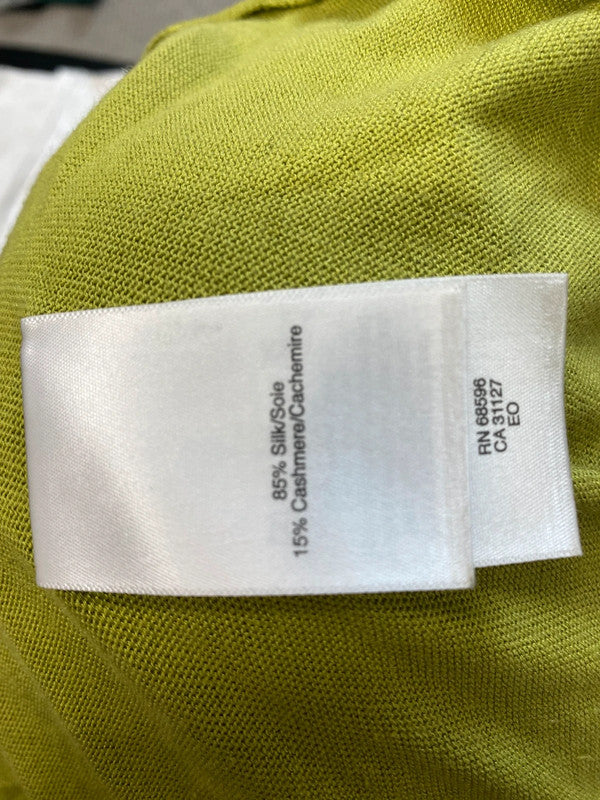 85% Silk/Soie
15% Cashmere/Cachemire
RN 68596
CA 31127
EO